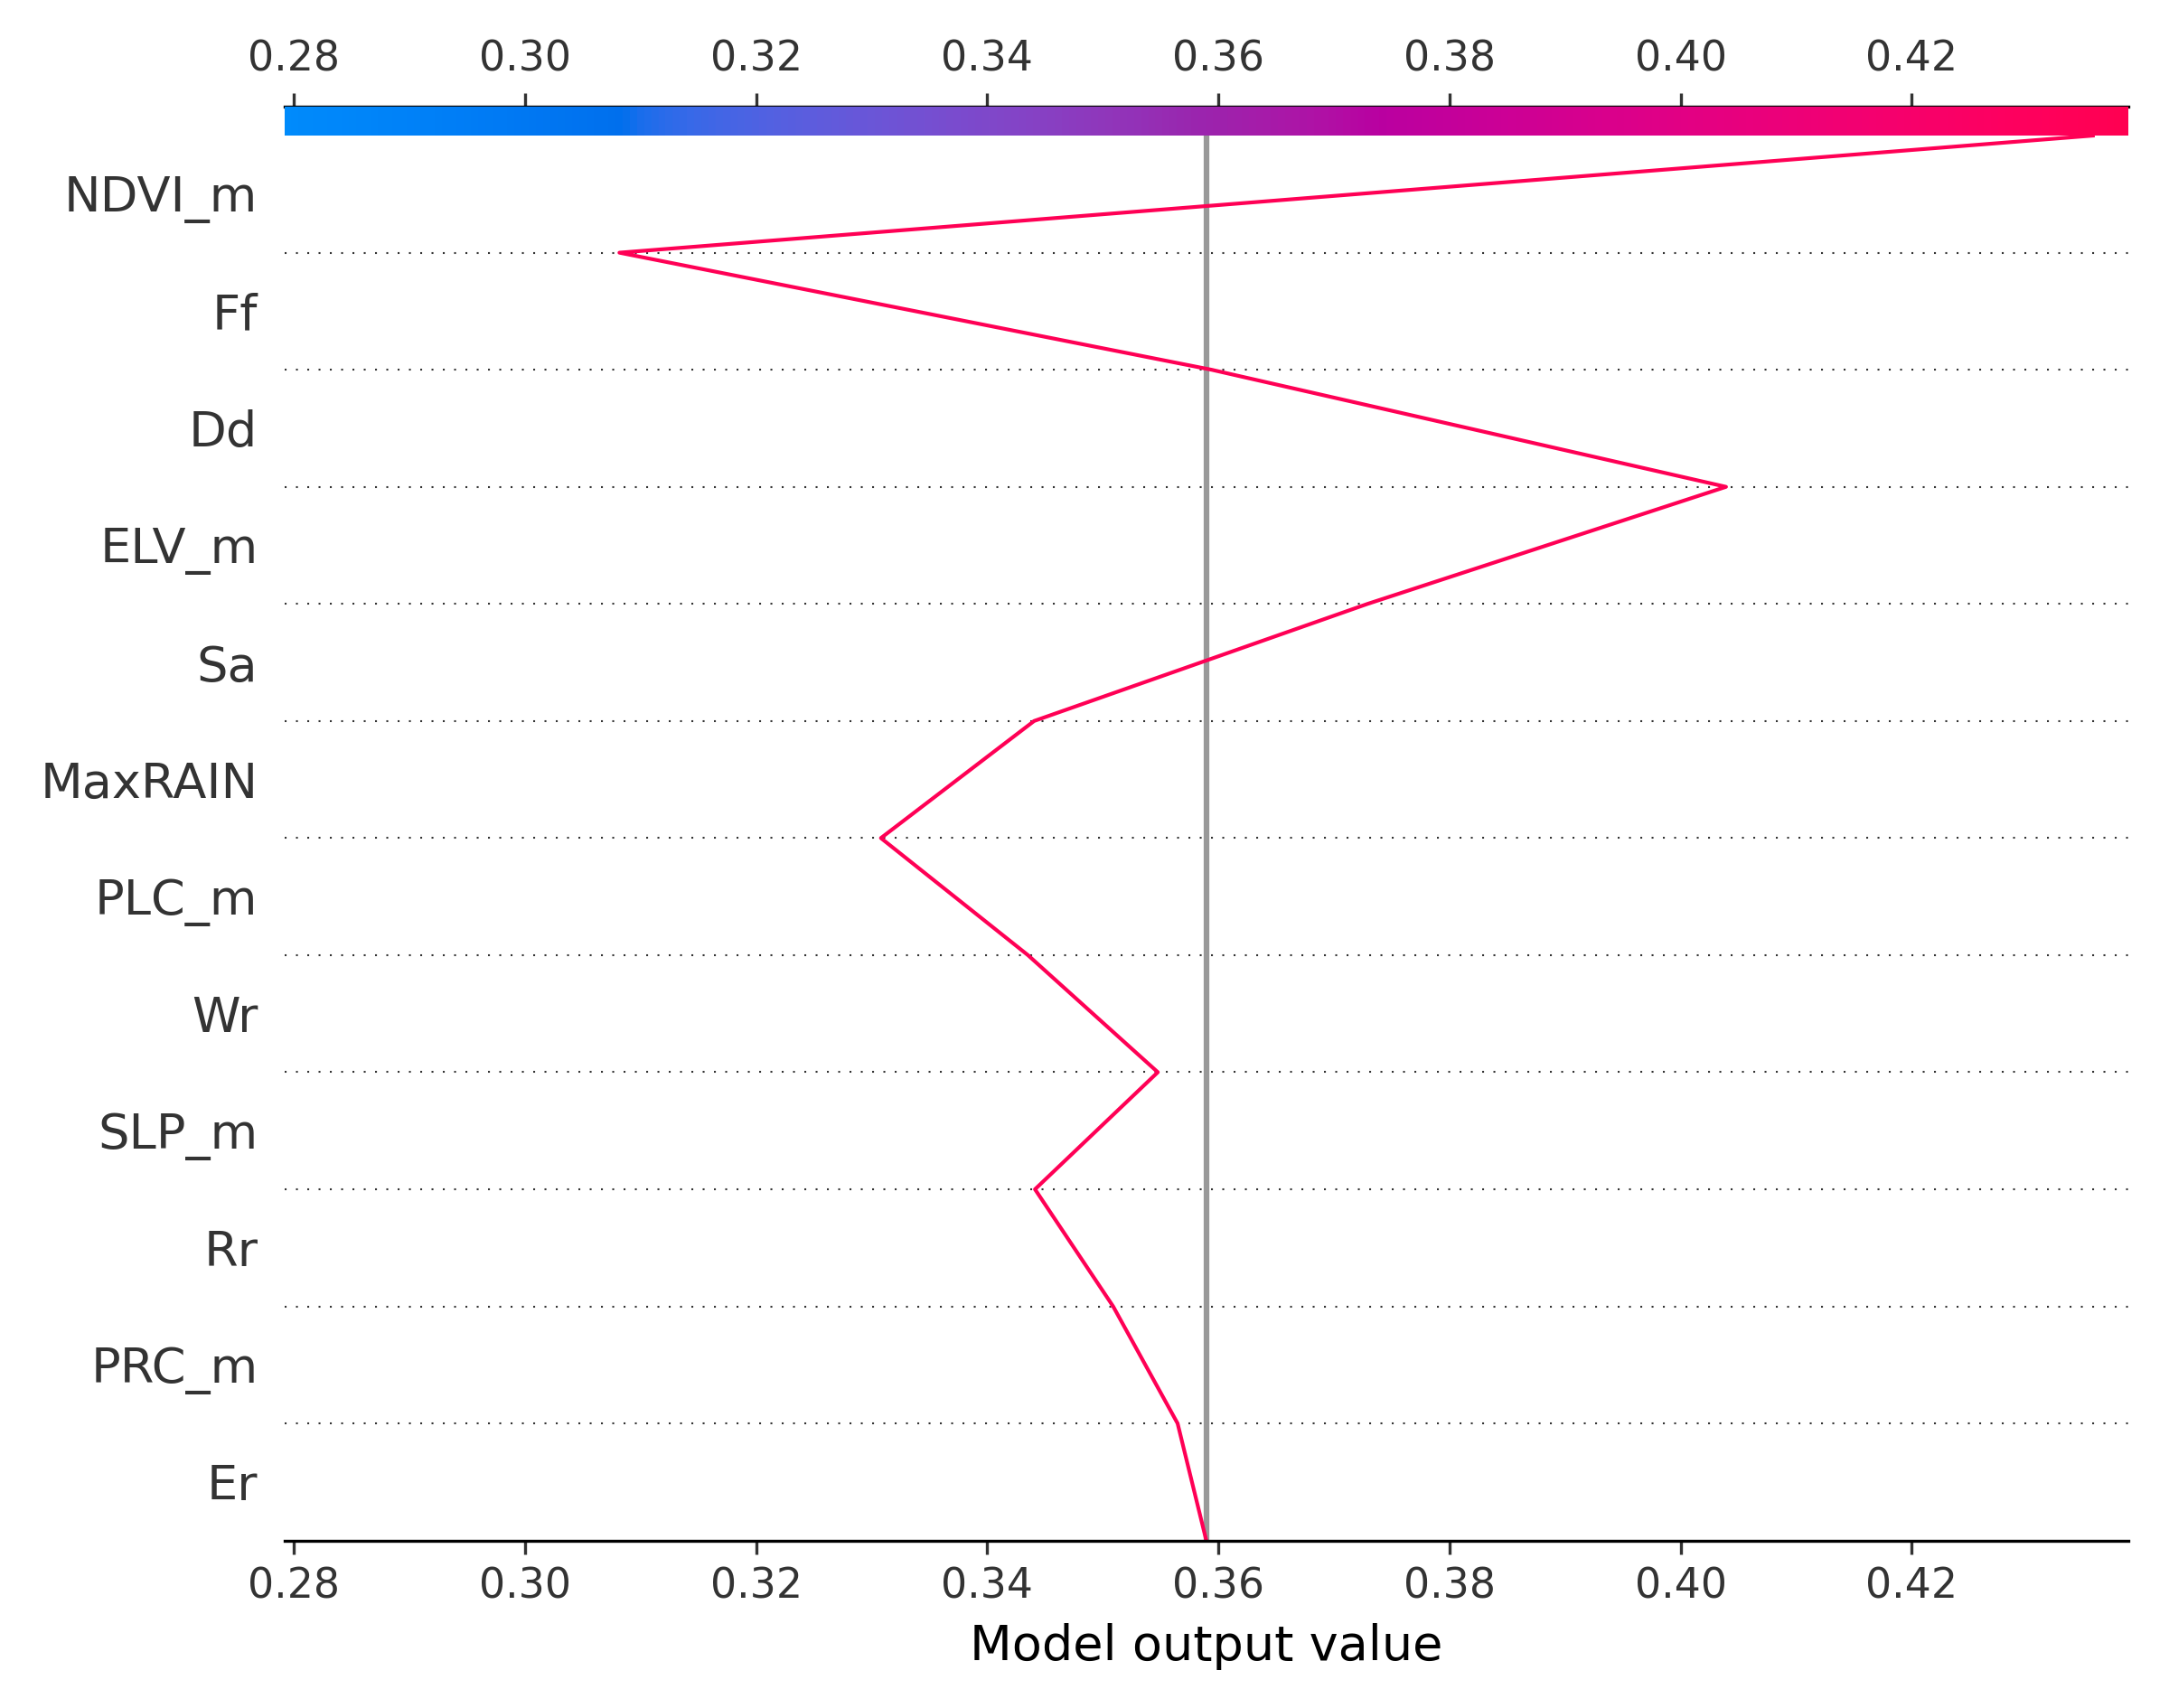 0.28 0.30 0.32 0.34 0.36 0.38 0.40 0.42
NDVI_m
Ff
Dd
ELV_m
Sa
MaxRAIN
PLC_m
Wr
SLP_m
Rr
PRC_m
Er
0.28 0.30 0.32 0.34 0.36 0.38 0.40 0.42
Model output value